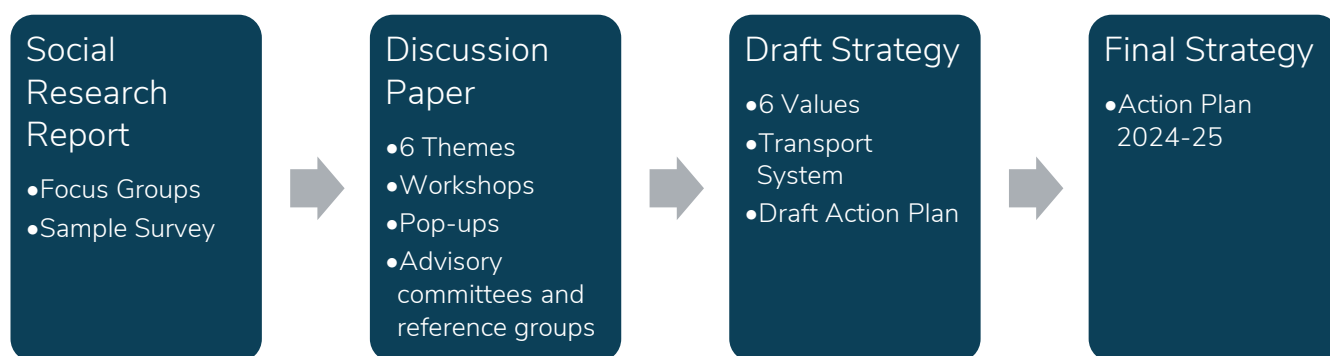 Social
Research
Report
•Focus Groups
•Sample Survey
Discussion
Paper
•6 Themes
•Workshops
•Pop-ups
•Advisory
committees and
reference groups
Draft Strategy
•6 Values
•Transport
System
•Draft Action Plan
Final Strategy
•Action Plan
2024-25